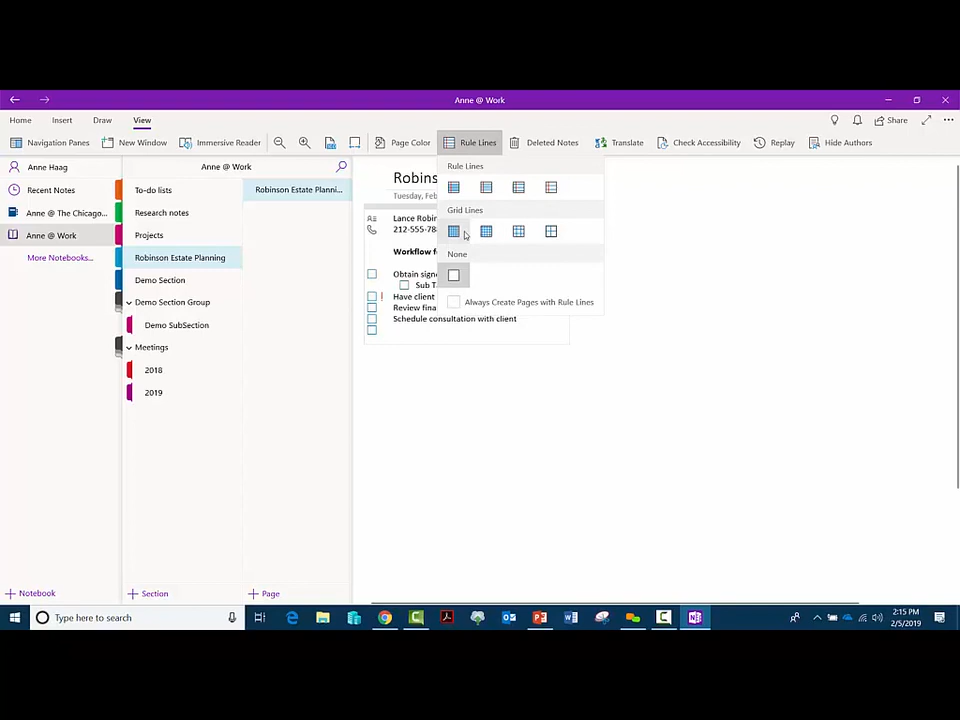 Anne @ Work
Home Insert Draw View
Share
Navigation Panes New Window Immersive Reader Page Color Rule Lines Deleted Notes Translate Check Accessibility Replay Hide Authors
Anne Haag
Recent Notes
Anne @ The Chicago...
Anne @ Work
More Notebooks...
Anne @ Work
To-do lists
Research notes
Projects
Robinson Estate Planning
Demo Section
Demo Section Group
Demo SubSection
Meetings
2018
2019
Robinson Estate Planni...
Robins
Tuesday, Feb
Lance Robin
212-555-78
Workflow f
Obtain sign
Sub T
Have client
Review fina
Schedule consultation with client
Rule Lines
Grid Lines
None
Always Create Pages with Rule Lines
Notebook
Section
Page
Type here to search
2:15 PM
2/5/2019